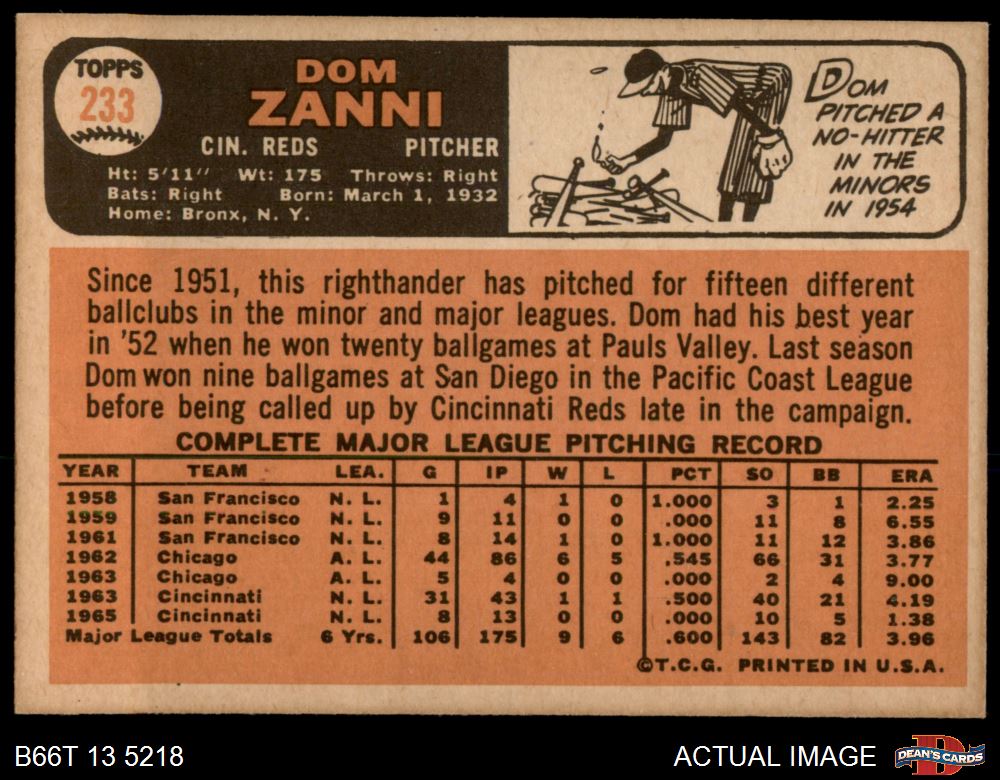 TOPPS
233
DOM
ZANNI
CIN. REDS PITCHER
Ht: 5'11" Wt: 175 Throws: Right
Bats: Right Born: March 1, 1932
Home: Bronx, N. Y.
DOM
PITCHED A
NO-HITTER
IN THE
MINORS
IN 1954
Since 1951, this righthander has pitched for fifteen different
ballclubs in the minor and major leagues. Dom had his best year
in '52 when he won twenty ballgames at Pauls Valley. Last season
Dom won nine ballgames at San Diego in the Pacific Coast League
before being called up by Cincinnati Reds late in the campaign.
COMPLETE MAJOR LEAGUE PITCHING RECORD
YEAR TEAM LEA. G IP W L PCT SO BB ERA
1958 San Francisco N. L. 1 4 1 0 1.000 3 1 2.25
1959 San Francisco N. L. 9 11 0 0 .000 11 8 6.55
1961 San Francisco N. L. 8 14 1 0 1.000 11 12 3.86
1962 Chicago A. L. 44 86 6 5 .545 66 31 3.77
1963 Chicago A. L. 5 4 0 0 .000 2 4 9.00
1963 Cincinnati N. L. 31 43 1 1 .500 40 21 4.19
1965 Cincinnati N. L. 8 13 0 0 .000 10 5 1.38
Major League Totals 6 Yrs. 106 175 9 6 .600 143 82 3.96
©T.C.G. PRINTED IN U.S.A.
B66T 13 5218 ACTUAL IMAGE DEAN'S CARDS